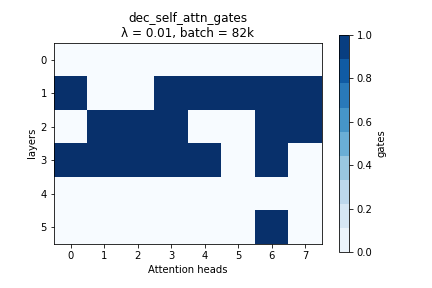 dec_self_attn_gates
λ = 0.01, batch = 82k
layers
0
1
2
3
4
5
0 1 2 3 4 5 6 7
Attention heads
1.0
0.8
0.6
0.4
0.2
0.0
gates